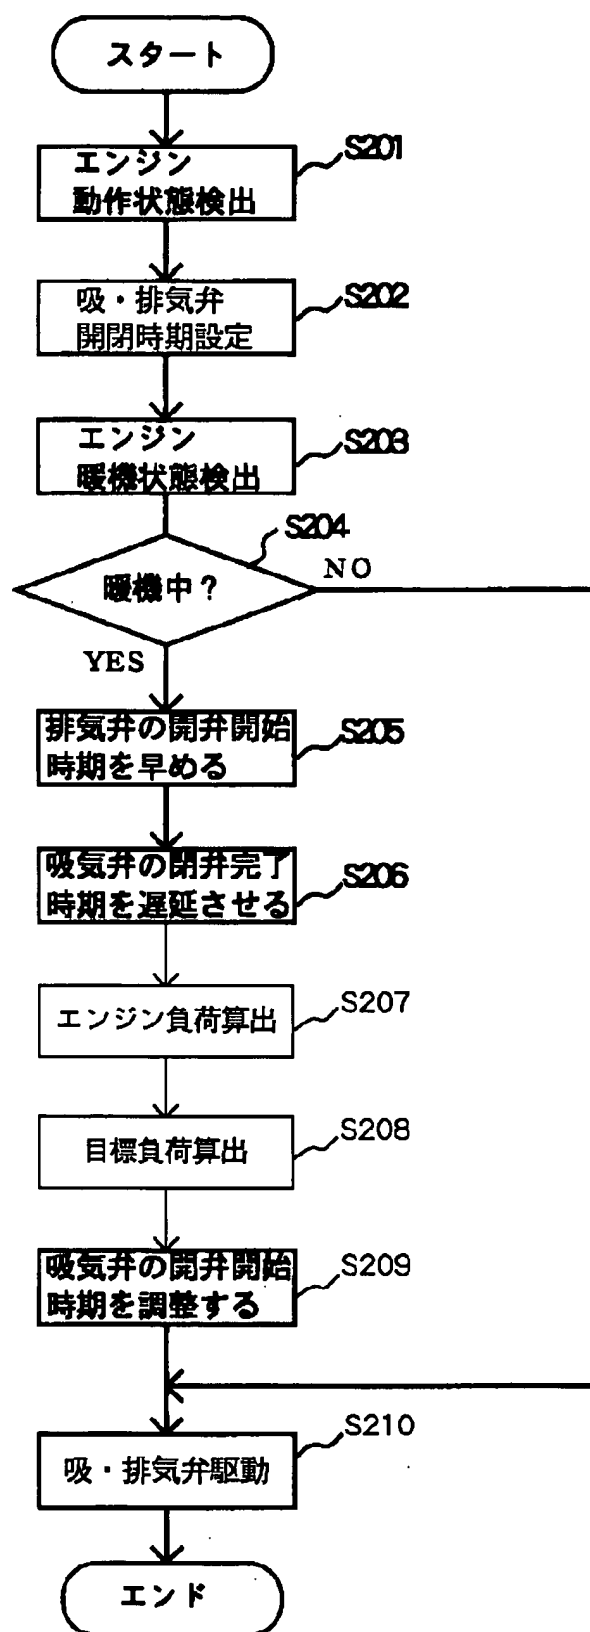 スタート
エンジン
動作状態検出
S201
吸・排気弁
開閉時期設定
S202
エンジン
暖機状態検出
S203
S204
暖機中？
NO
YES
排気弁の開弁開始
時期を早める
S205
吸気弁の閉弁完了
時期を遅延させる
S206
エンジン負荷算出
S207
目標負荷算出
S208
吸気弁の開弁開始
時期を調整する
S209
吸・排気弁駆動
S210
エンド